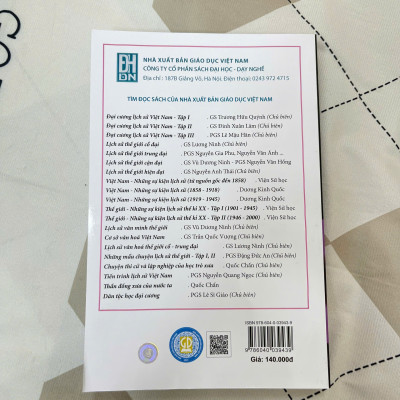 ĐH
DN
NHÀ XUẤT BẢN GIÁO DỤC VIỆT NAM
CÔNG TY CỔ PHẦN SÁCH ĐẠI HỌC - DẠY NGHỀ
Địa chỉ: 187B Giảng Võ, Hà Nội. Điện thoại: 0243 972 4715
TÌM ĐỌC SÁCH CỦA NHÀ XUẤT BẢN GIÁO DỤC VIỆT NAM
Đại cương lịch sử Việt Nam - Tập I : GS Trương Hữu Quýnh (Chủ biên)
Đại cương lịch sử Việt Nam - Tập II : GS Đinh Xuân Lâm (Chủ biên)
Đại cương lịch sử Việt Nam - Tập III : PGS Lê Mậu Hãn (Chủ biên)
Lịch sử thế giới cổ đại : GS Lương Ninh (Chủ biên)
Lịch sử thế giới trung đại : PGS Nguyễn Gia Phu, Nguyễn Văn Ánh ...
Lịch sử thế giới cận đại : GS Vũ Dương Ninh - PGS Nguyễn Văn Hồng
Lịch sử thế giới hiện đại : GS Nguyễn Anh Thái (Chủ biên)
Việt Nam - Những sự kiện lịch sử (từ nguồn gốc đến 1858) : Viện Sử học
Việt Nam - Những sự kiện lịch sử (1858 - 1918) : Dương Kinh Quốc
Việt Nam - Những sự kiện lịch sử (1919 - 1945) : Dương Kinh Quốc
Thế giới - Những sự kiện lịch sử thế kỉ XX - Tập I (1901 - 1945) : Viện Sử học
Thế giới - Những sự kiện lịch sử thế kỉ XX - Tập II (1946 - 2000) : Viện Sử học
Lịch sử văn minh thế giới : GS Vũ Dương Ninh (Chủ biên)
Cơ sở văn hoá Việt Nam : GS Trần Quốc Vượng (Chủ biên)
Lịch sử văn hoá thế giới cổ - trung đại : GS Lương Ninh (Chủ biên)
Những mẩu chuyện lịch sử thế giới - Tập I, II : PGS Đặng Đức An (Chủ biên)
Chuyện thi cử và lập nghiệp của học trò xưa : Quốc Chấn (Chủ biên)
Tiến trình lịch sử Việt Nam : PGS Nguyễn Quang Ngọc (Chủ biên)
Thần đồng xưa của nước ta : Quốc Chấn
Dân tộc học đại cương : PGS Lê Sĩ Giáo (Chủ biên)
ISBN 978-604-0-03943-9
9 786040 039439
Giá: 140.000đ